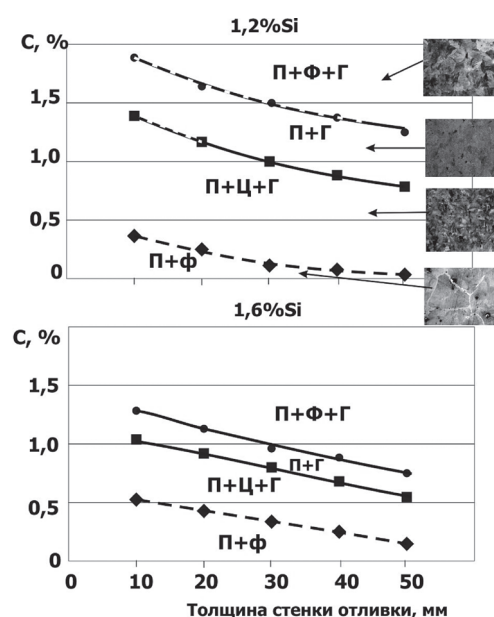 1,2%Si
C, %
П+Ф+Г
1,5
П+Г
1,0
П+Ц+Г
0,5
П+ф
0
1,6%Si
C, %
1,5
П+Ф+Г
1,0
П+Г
П+Ц+Г
0,5
П+ф
0
0 10 20 30 40 50
Толщина стенки отливки, мм